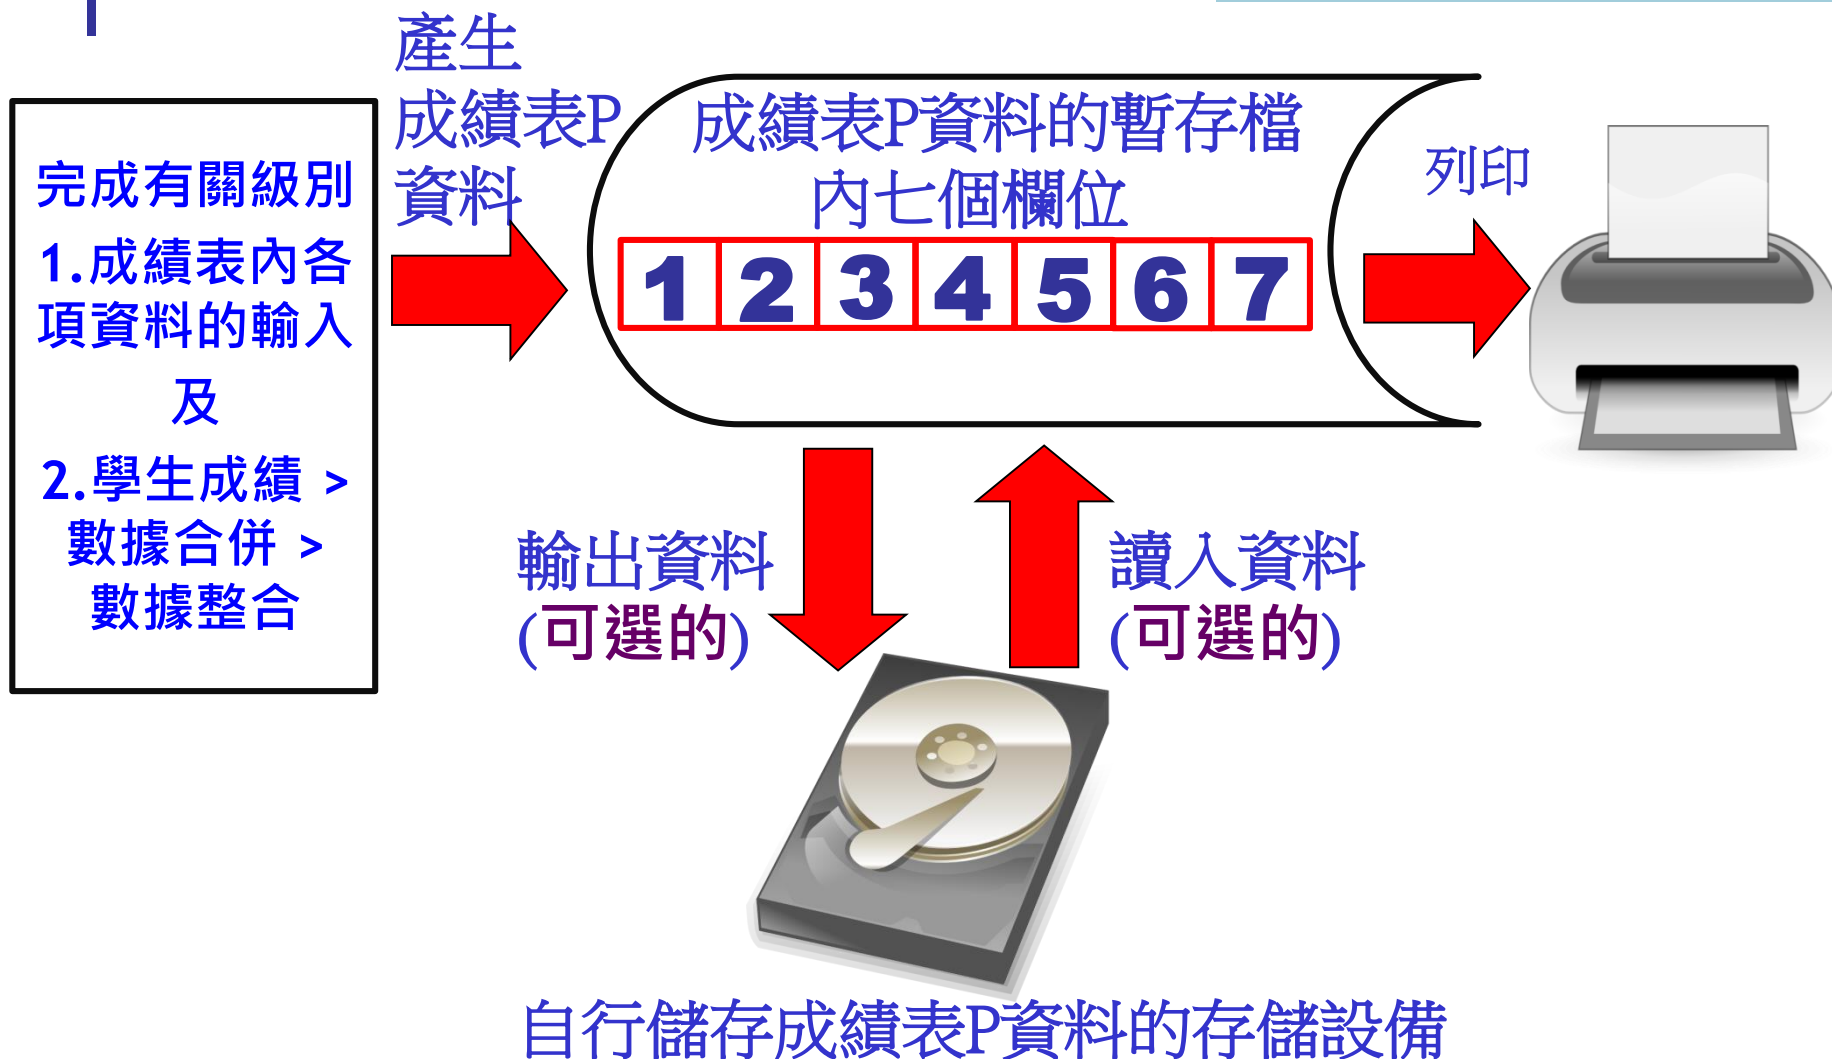 完成有關級別
1.成績表內各
項資料的輸入
及
2.學生成績 >
數據合併 >
數據整合
產生
成績表P
資料
成績表P資料的暫存檔
內七個欄位
1 2 3 4 5 6 7
列印
輸出資料
(可選的)
讀入資料
(可選的)
自行儲存成績表P資料的存儲設備